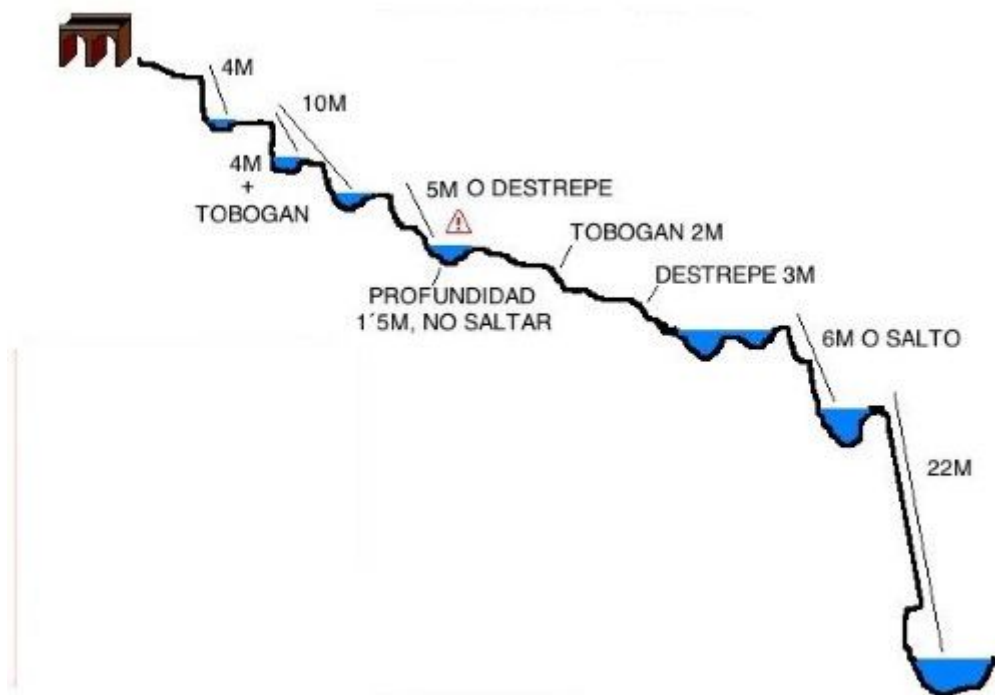 4M
10M
4M
+
TOBOGAN
5M O DESTREPE
PROFUNDIDAD
1´5M, NO SALTAR
TOBOGAN 2M
DESTREPE 3M
6M O SALTO
22M